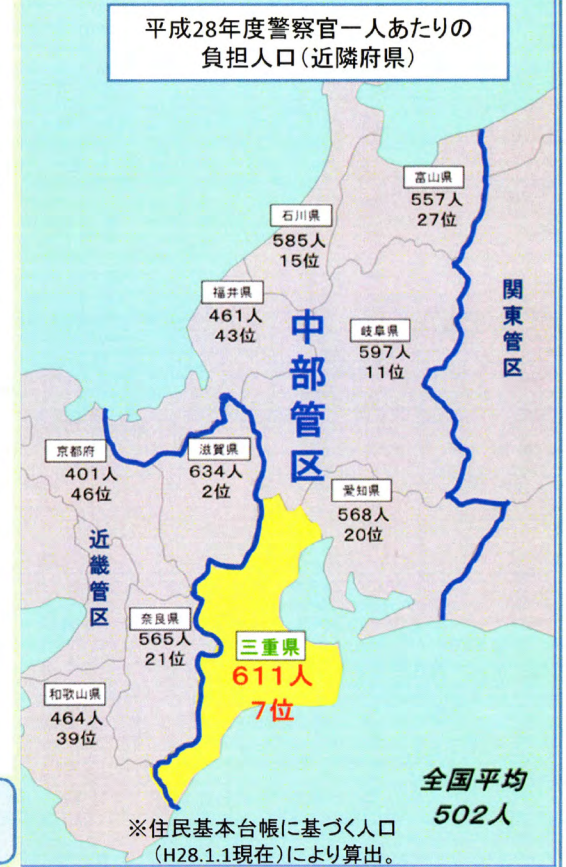 平成28年度警察官一人あたりの
負担人口（近隣府県）
富山県
557人
27位
石川県
585人
15位
福井県
461人
43位
中部管区
岐阜県
597人
11位
関東管区
京都府
401人
46位
滋賀県
634人
2位
愛知県
568人
20位
近畿管区
奈良県
565人
21位
三重県
611人
7位
和歌山県
464人
39位
全国平均
502人
※住民基本台帳に基づく人口
（H28.1.1現在）により算出。